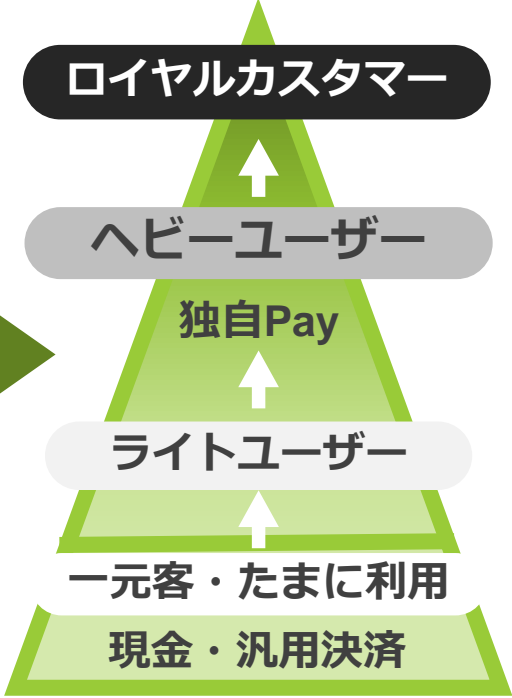 ロイヤルカスタマー
ヘビーユーザー
独自Pay
ライトユーザー
一元客・たまに利用
現金・汎用決済